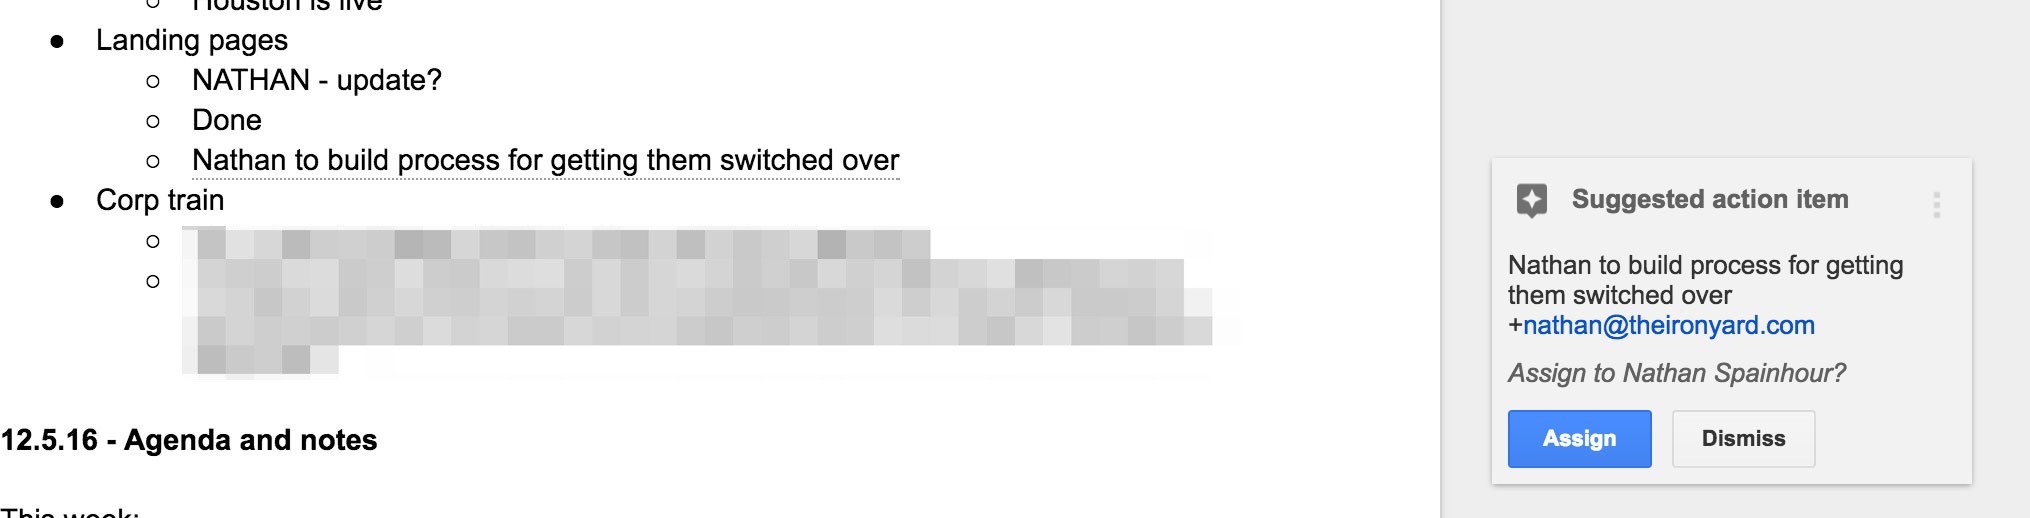 Houston is live
Landing pages
NATHAN - update?
Done
Nathan to build process for getting them switched over
Corp train
12.5.16 - Agenda and notes
This week:
Suggested action item
Nathan to build process for getting
them switched over
+nathan@theironyard.com
Assign to Nathan Spainhour?
Assign
Dismiss